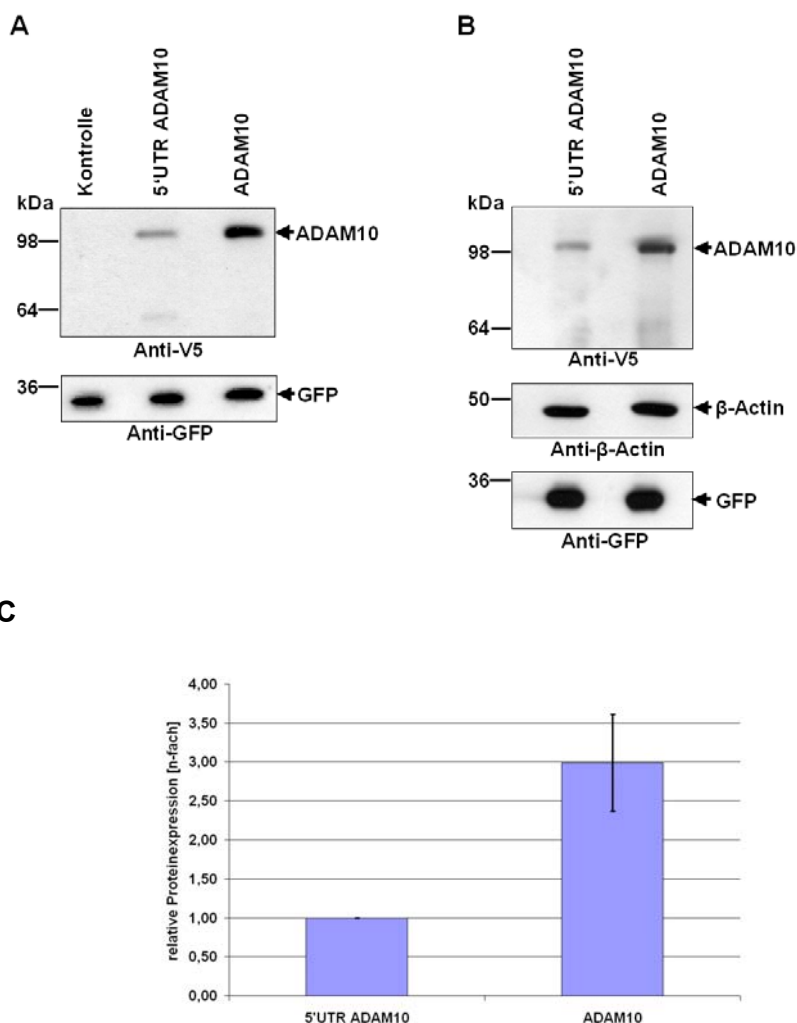 A
Kontrolle
5'UTR ADAM10
ADAM10
kDa
98
64
ADAM10
Anti-V5
36
GFP
Anti-GFP
B
5'UTR ADAM10
ADAM10
kDa
98
64
ADAM10
Anti-V5
50
β-Actin
Anti-β-Actin
36
GFP
Anti-GFP
C
relative Proteinexpression [n-fach]
4,00
3,50
3,00
2,50
2,00
1,50
1,00
0,50
0,00
5'UTR ADAM10
ADAM10